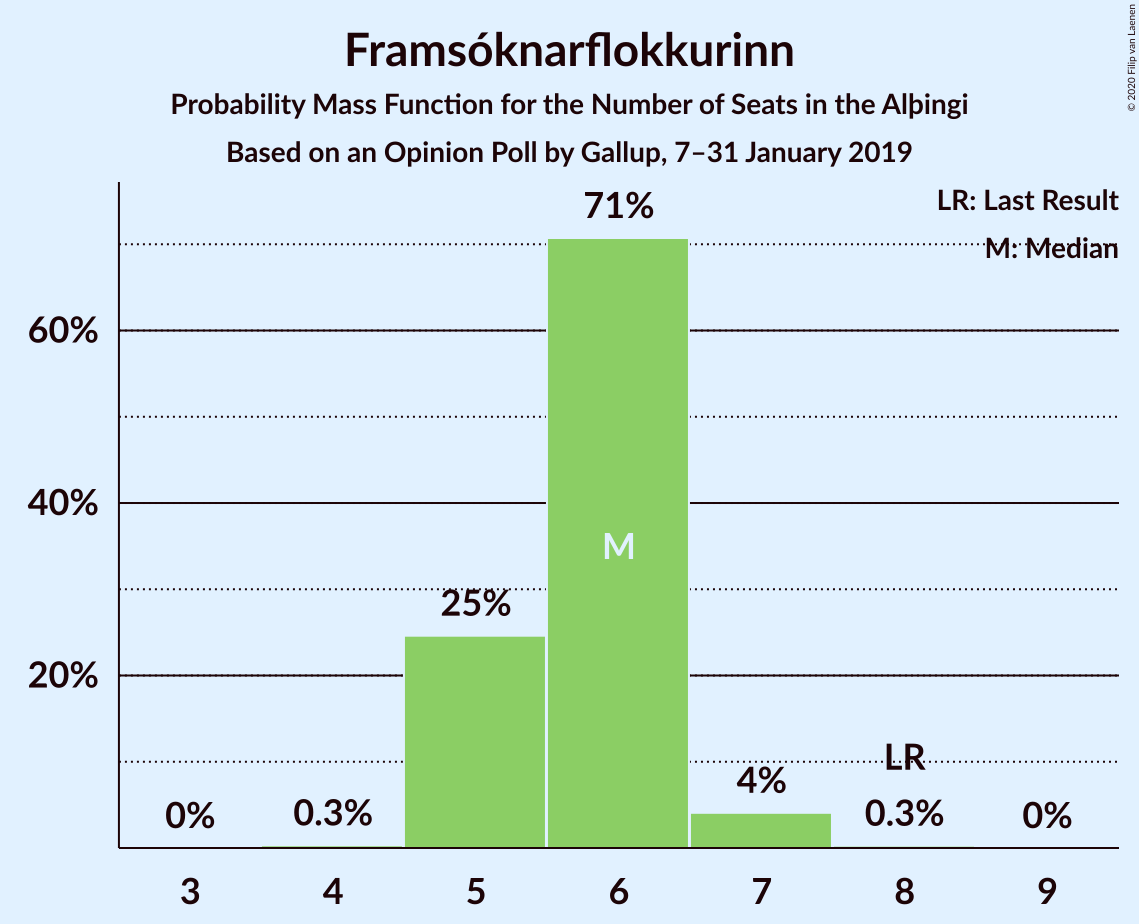 Framsóknarflokkurinn
Probability Mass Function for the Number of Seats in the Alþingi
Based on an Opinion Poll by Gallup, 7–31 January 2019
© 2020 Filip van Laenen
LR: Last Result
M: Median
71%
60%
40%
M
25%
20%
LR
4%
0% 0.3% 0.3% 0%
3 4 5 6 7 8 9